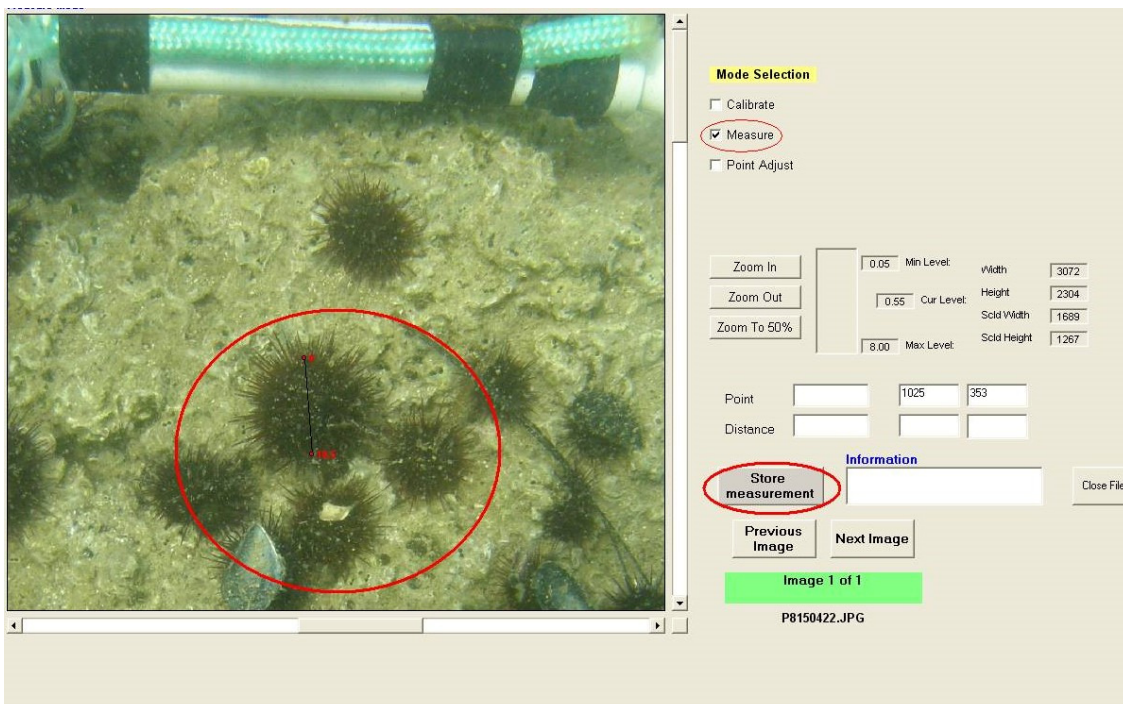 Mode Selection
Calibrate
Measure
Point Adjust
Zoom In
Zoom Out
Zoom To 50%
0.05 Min Level:
0.55 Cur Level:
8.00 Max Level:
Width 3072
Height 2304
Scld Width 1689
Scld Height 1267
Point 1025 353
Distance
Information
Store
measurement
Close File
Previous
Image
Next Image
Image 1 of 1
P8150422.JPG